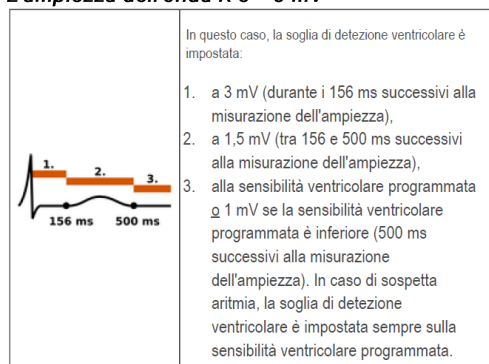 L'ampiezza dell'onda R mV
1.
2.
3.
156 ms 500 ms
In questo caso, la soglia di detezione ventricolare è
impostata:
1. a 3 mV (durante i 156 ms successivi alla
misurazione dell'ampiezza),
2. a 1,5 mV (tra 156 e 500 ms successivi
alla misurazione dell'ampiezza),
3. alla sensibilità ventricolare programmata
o 1 mV se la sensibilità ventricolare
programmata è inferiore (500 ms
successivi alla misurazione
dell'ampiezza). In caso di sospetta
aritmia, la soglia di detezione
ventricolare è impostata sempre sulla
sensibilità ventricolare programmata.